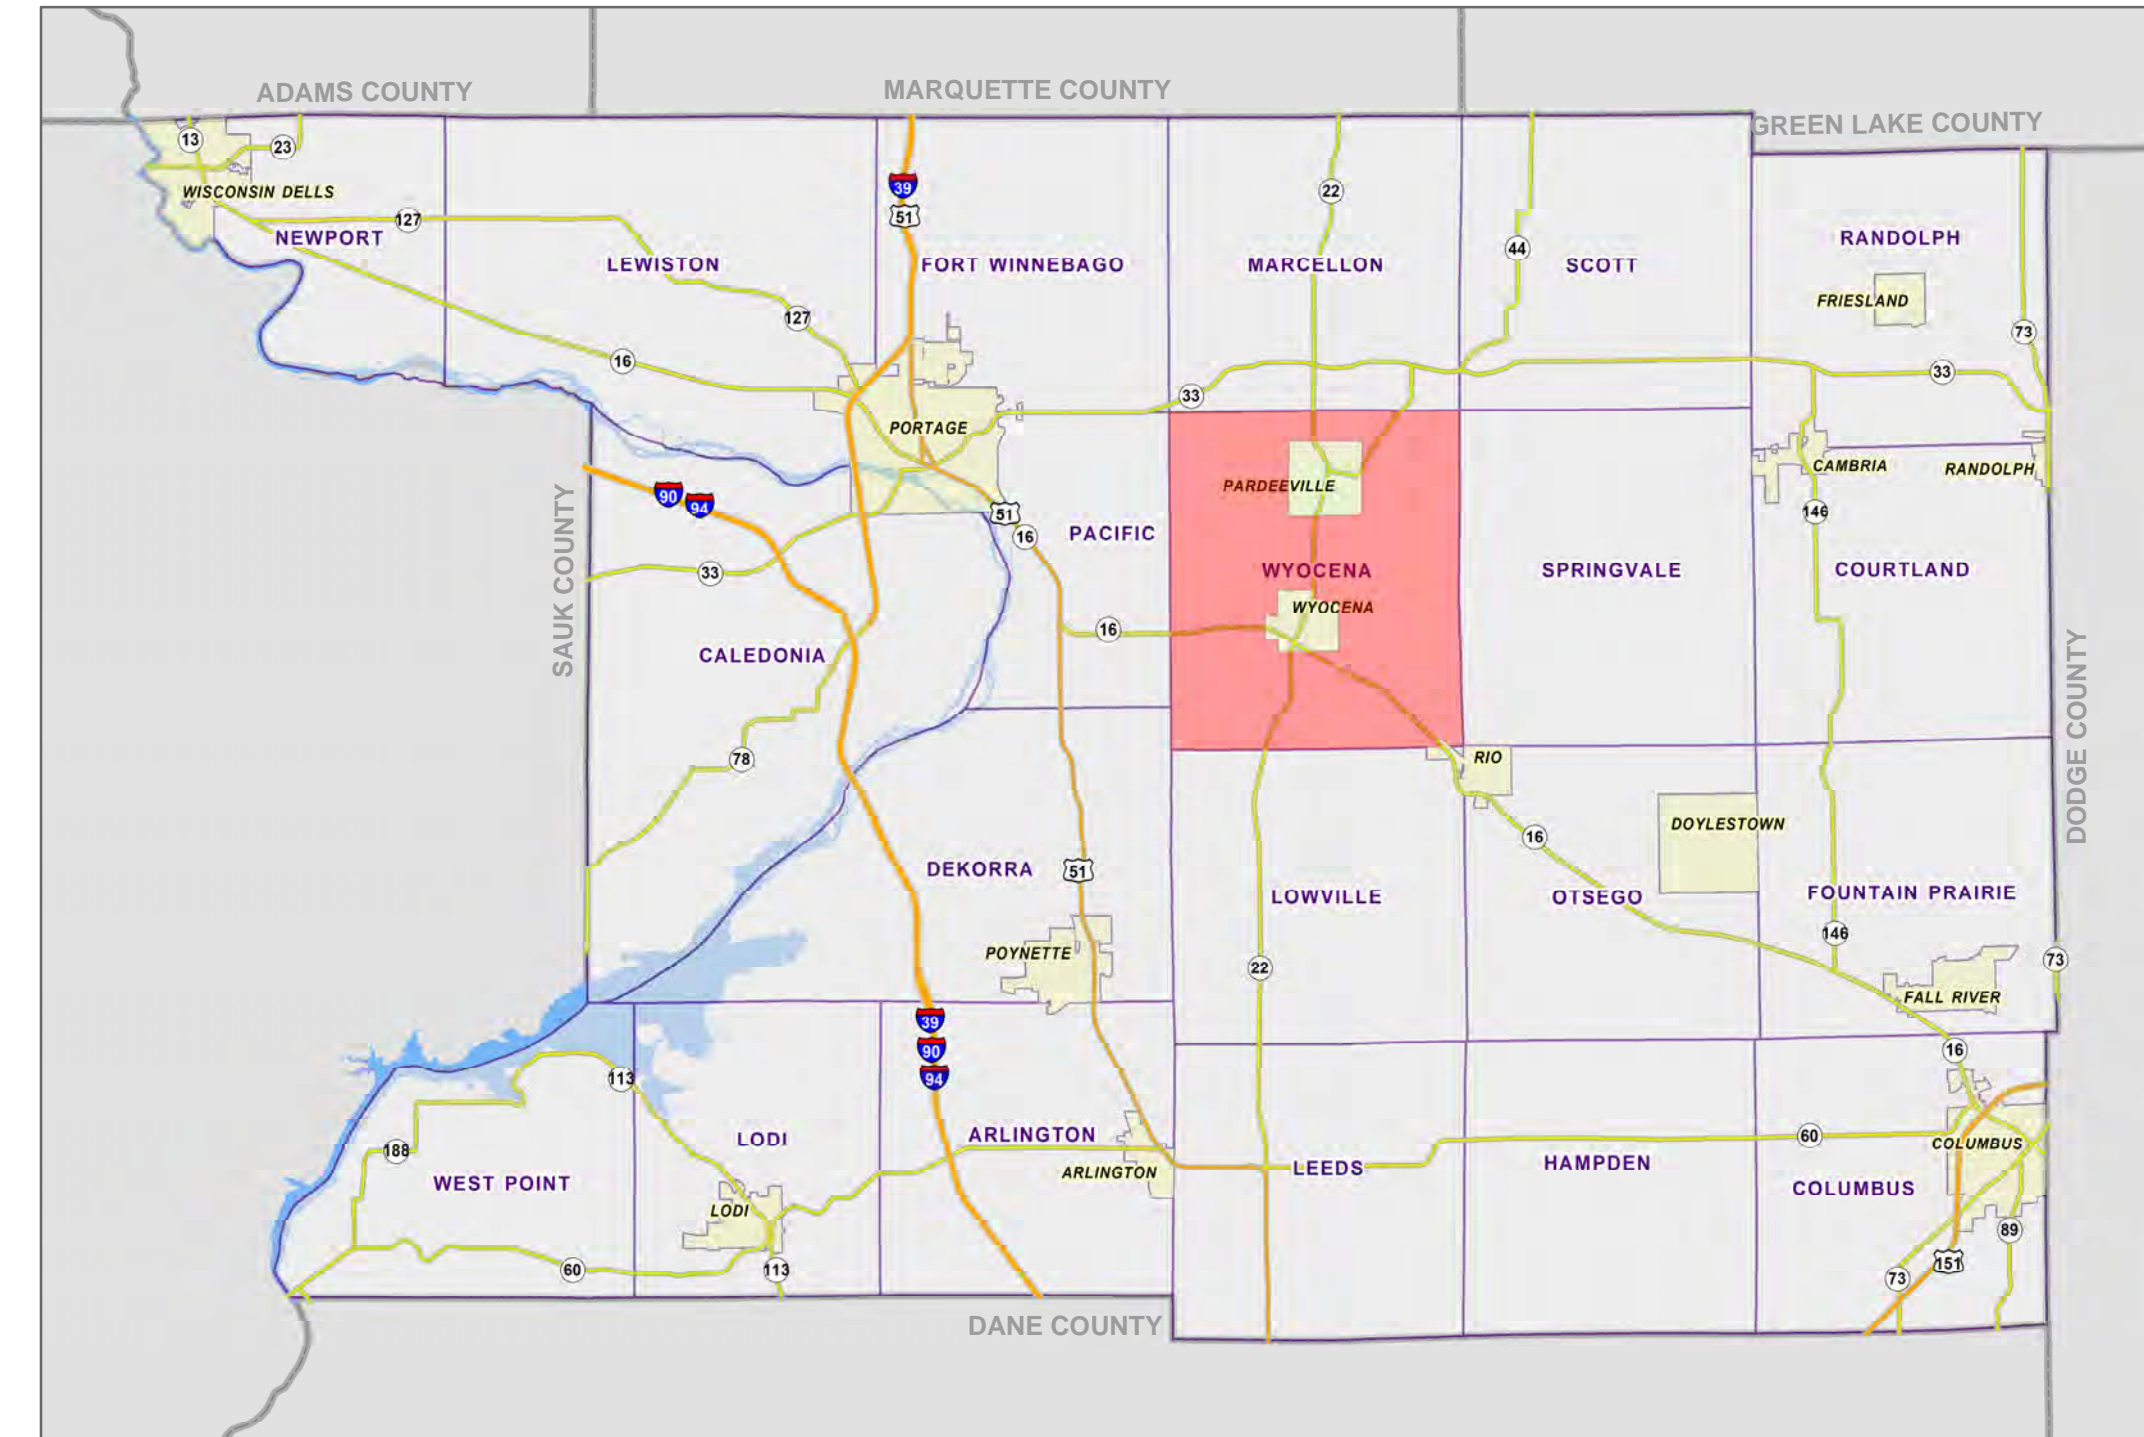 ADAMS COUNTY
MARQUETTE COUNTY
GREEN LAKE COUNTY
13
23
WISCONSIN DELLS
39
51
22
127
NEWPORT
44
RANDOLPH
LEWISTON
FORT WINNEBAGO
MARCELLON
SCOTT
FRIESLAND
127
73
16
33
33
PORTAGE
CAMBRIA
RANDOLPH
90
94
PARDEEVILLE
51
146
16
PACIFIC
SAUK COUNTY
33
WYOCENA
SPRINGVALE
COURTLAND
WYOCENA
16
CALEDONIA
DODGE COUNTY
78
RIO
DOYLESTOWN
16
DEKORRA
51
LOWVILLE
OTSEGO
FOUNTAIN PRAIRIE
146
POYNETTE
22
73
FALL RIVER
39
90
94
16
113
LODI
ARLINGTON
60
COLUMBUS
188
ARLINGTON
LEEDS
HAMPDEN
WEST POINT
COLUMBUS
LODI
89
60
113
151
73
DANE COUNTY